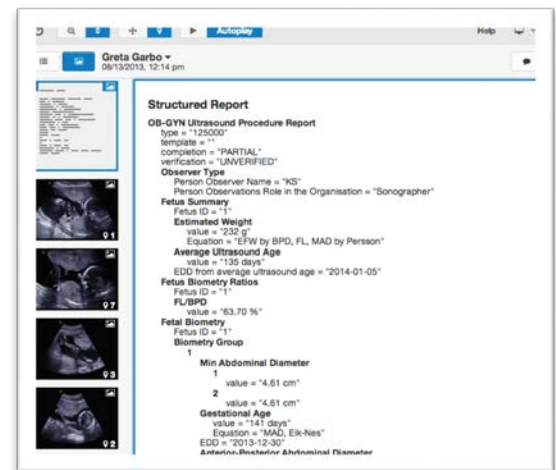 Autoplay
Help
Greta Garbo
08/13/2013, 12:14 pm
Structured Report
OB-GYN Ultrasound Procedure Report
type = "125000"
template = ""
completion = "PARTIAL"
verification = "UNVERIFIED"
Observer Type
Person Observer Name = "KS"
Person Observations Role in the Organisation = "Sonographer"
Fetus Summary
Fetus ID = "1"
Estimated Weight
value = "232 g"
Equation = "EFW by BPD, FL, MAD by Persson"
Average Ultrasound Age
value = "135 days"
EDD from average ultrasound age = "2014-01-05"
Fetus Biometry Ratios
Fetus ID = "1"
FL/BPD
value = "63.70 %"
Fetal Biometry
Fetus ID = "1"
Biometry Group
1
Min Abdominal Diameter
1
value = "4.61 cm"
2
value = "4.61 cm"
Gestational Age
value = "141 days"
Equation = "MAD, Eik-Nes"
EDD = "2013-12-30"
Anterior-Posterior Abdominal Diameter
1
7
3
2